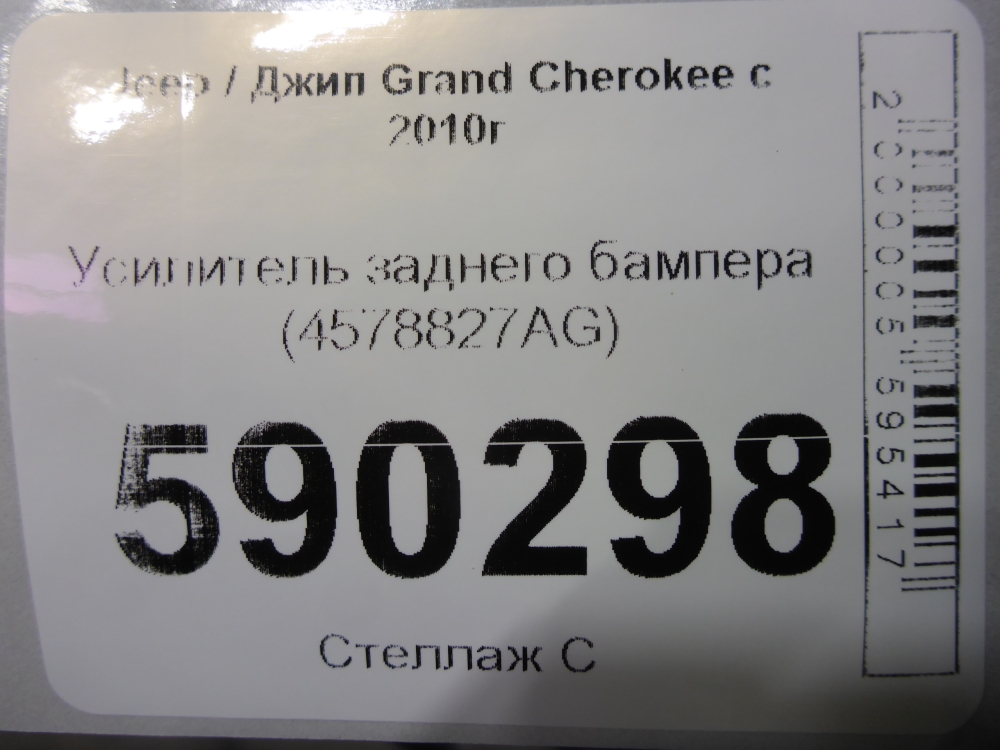 Jeep / Джип Grand Cherokee с
2010г
Усилитель заднего бампера
(4578827AG)
590298
Стеллаж С
2000005595417